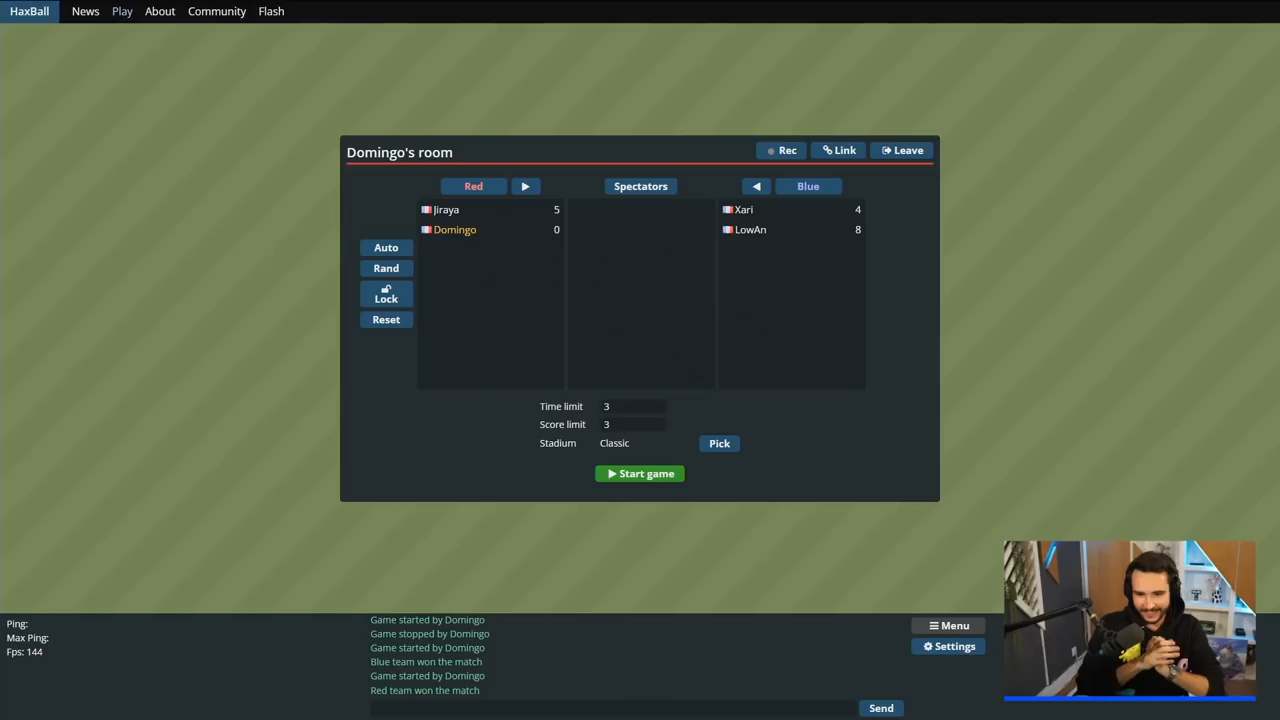 HaxBall News Play About Community Flash
Domingo's room
Rec Link Leave
Red Spectators Blue
Jiraya 5
Domingo 0
Xari 4
LowAn 8
Auto
Rand
Lock
Reset
Time limit 3
Score limit 3
Stadium Classic Pick
Start game
Ping:
Max Ping:
Fps: 144
Game started by Domingo
Game stopped by Domingo
Game started by Domingo
Blue team won the match
Game started by Domingo
Red team won the match
Send
Menu
Settings